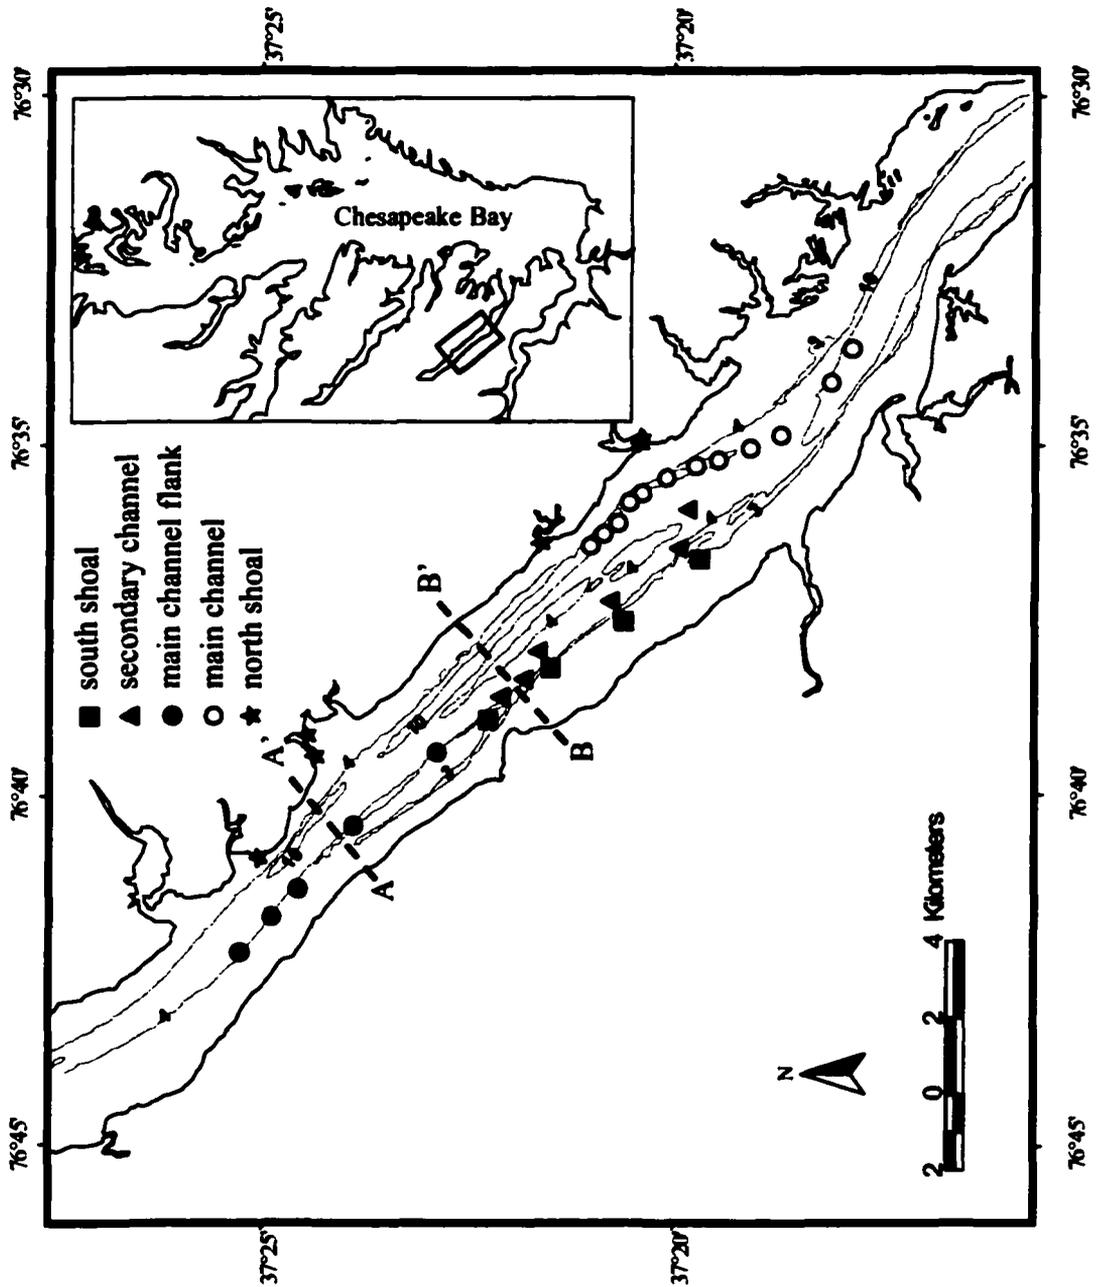 76°45'
76°40'
76°35'
76°30'
37°25'
37°25'
37°20'
37°20'
Chesapeake Bay
south shoal
secondary channel
main channel flank
main channel
north shoal
A'
A
B'
B
10
N
2 0 2 4 Kilometers
76°45'
76°40'
76°35'
76°30'